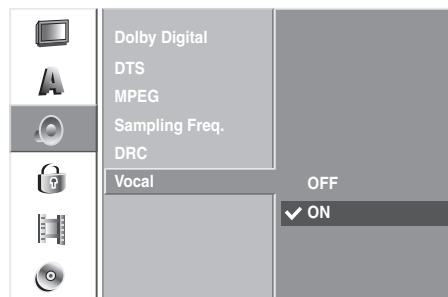 Dolby Digital
DTS
MPEG
Sampling Freq.
DRC
Vocal
OFF
ON